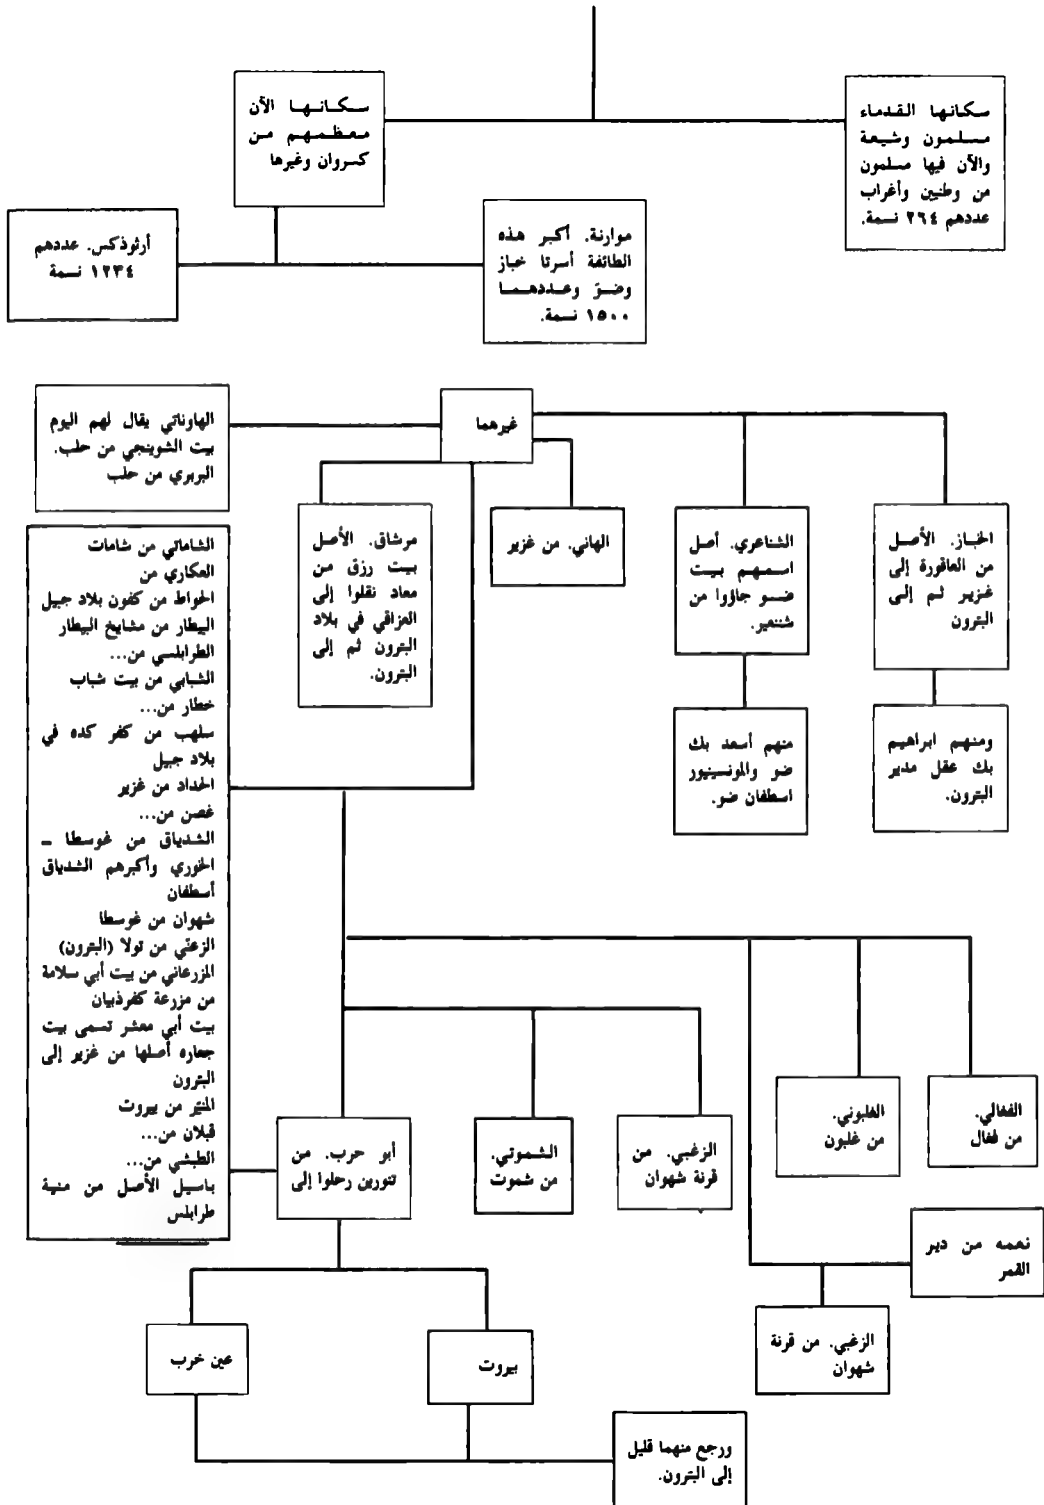 سكانها القدماء
مسلمون وشيعة
والآن فيها مسلمون
من وطنيين وأغراب
عددهم ٢٦٤ نسمة.
سكانها الآن
معظمهم من
كسروان وغيرها
موارنة. أكبر هذه
الطائفة أسرتا خباز
وضوّ وعددهما
١٥٠٠ نسمة.
أرثوذكس. عددهم
١٢٣٤ نسمة
غيرهما
الخباز. الأصل
من العاقورة إلى
غزير ثم إلى
البترون
ومنهم ابراهيم
بك عقل مدير
البترون.
الشناعري. أصل
اسمهم بيت
ضو جاؤوا من
شنعير.
منهم أسعد بك
ضو والمونسينيور
اسطفان ضو.
الهاني. من غزير
مرشاق. الأصل
بيت رزق من
معاد نقلوا إلى
العزاقي في بلاد
البترون ثم إلى
البترون.
الهاوناتي يقال لهم اليوم
بيت الشوينجي من حلب.
البربري من حلب
الشاماتي من شامات
العكاري من
الحواط من كفون بلاد جبيل
البيطار من مشايخ البيطار
الطرابلسي من...
الشبابي من بيت شباب
خطار من...
سلهب من كفر كده في
بلاد جبيل
الحداد من غزير
غصن من...
الشدياق من غوسطا –
الخوري وأكبرهم الشدياق
أسطفان
شهوان من غوسطا
الزعنّي من تولا (البترون)
المزرعاني من بيت أبي سلامة
من مزرعة كفرذبيان
بيت أبي معشر تسمى بيت
جعاره أصلها من غزير إلى
البترون
المنيّر من بيروت
قبلان من...
الطبشي من...
باسيل الأصل من منية
طرابلس
الفغالي.
من فغال
الغلبوني.
من غلبون
الزغبي. من
قرنة شهوان
الشموتي.
من شموت
أبو حرب. من
تنورين رحلوا إلى
نعمه من دير
القمر
الزغبي. من قرنة
شهوان
بيروت
عين خرب
ورجع منهما قليل
إلى البترون.